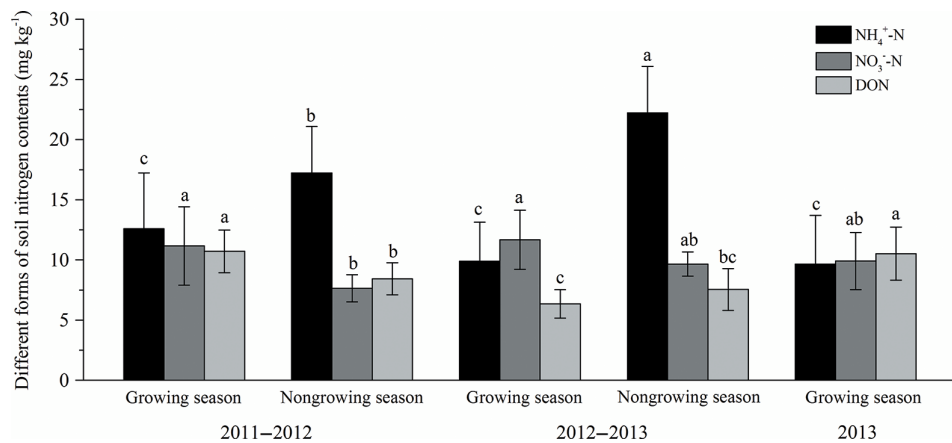 Different forms of soil nitrogen contents (mg kg⁻¹)
30
25
20
15
10
5
0
NH₄⁺-N
NO₃⁻-N
DON
c
a
a
b
b
b
c
a
c
a
ab
bc
c
ab
a
Growing season
Nongrowing season
Growing season
Nongrowing season
Growing season
2011–2012
2012–2013
2013